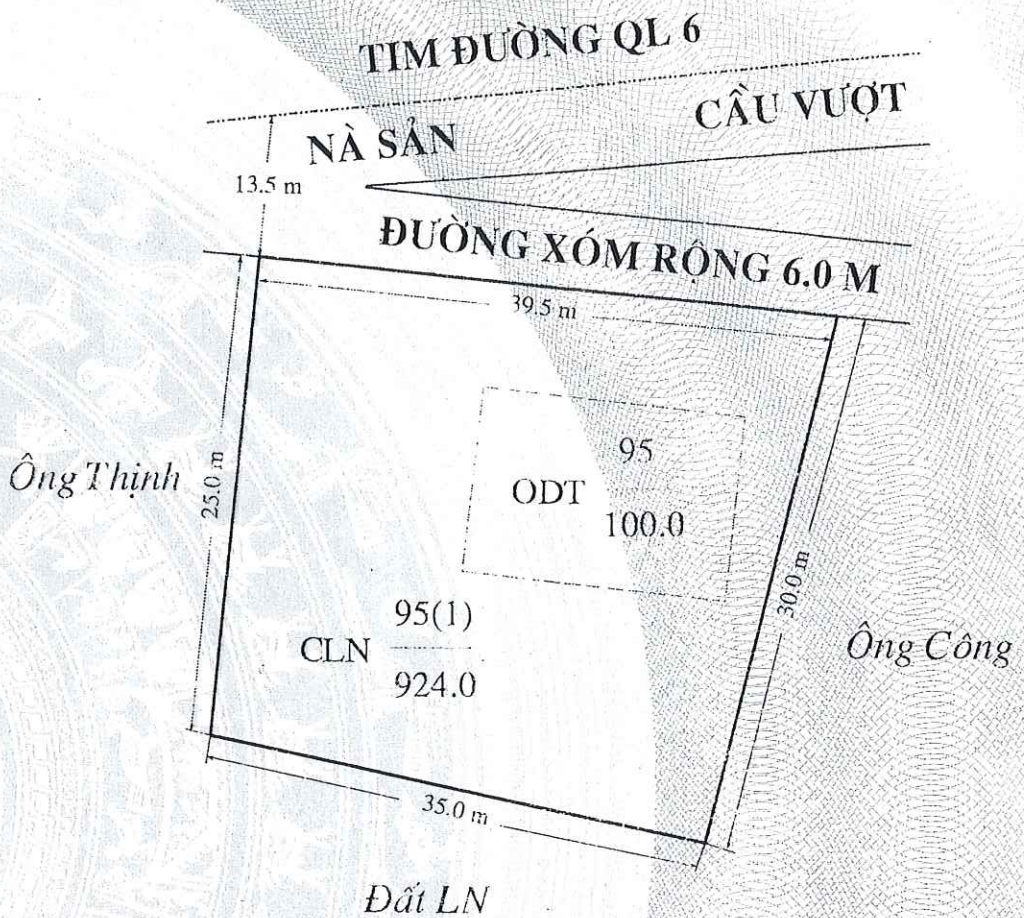 TIM ĐƯỜNG QL 6
CẦU VƯỢT
NÀ SẢN
13.5 m
ĐƯỜNG XÓM RỘNG 6.0 M
39.5 m
Ông Thịnh
25.0 m
95
ODT
100.0
30.0 m
95(1)
CLN
924.0
Ông Công
35.0 m
Đất LN